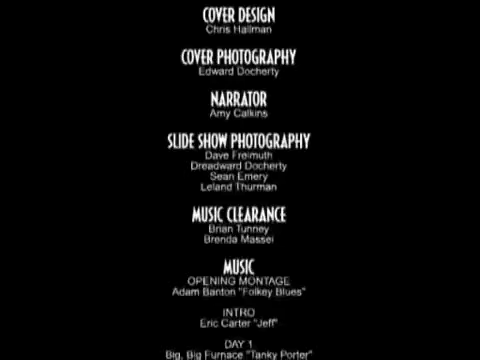 COVER DESIGN
Chris Hallman
COVER PHOTOGRAPHY
Edward Docherty
NARRATOR
Amy Calkins
SLIDE SHOW PHOTOGRAPHY
Dave Freimuth
Dreadward Docherty
Sean Emery
Leland Thurman
MUSIC CLEARANCE
Brian Tunney
Brenda Massei
MUSIC
OPENING MONTAGE
Adam Banton "Folkey Blues"
INTRO
Eric Carter "Jeff"
DAY 1
Big, Big Furnace "Tanky Porter"